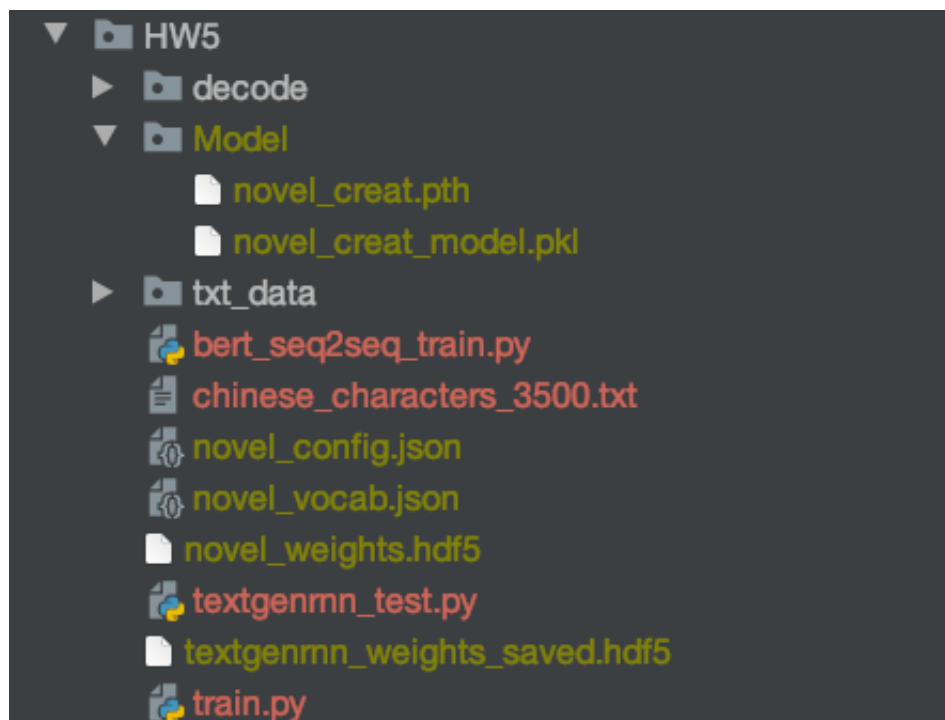 HW5
decode
Model
novel_creat.pth
novel_creat_model.pkl
txt_data
bert_seq2seq_train.py
chinese_characters_3500.txt
novel_config.json
novel_vocab.json
novel_weights.hdf5
textgenrnn_test.py
textgenrnn_weights_saved.hdf5
train.py